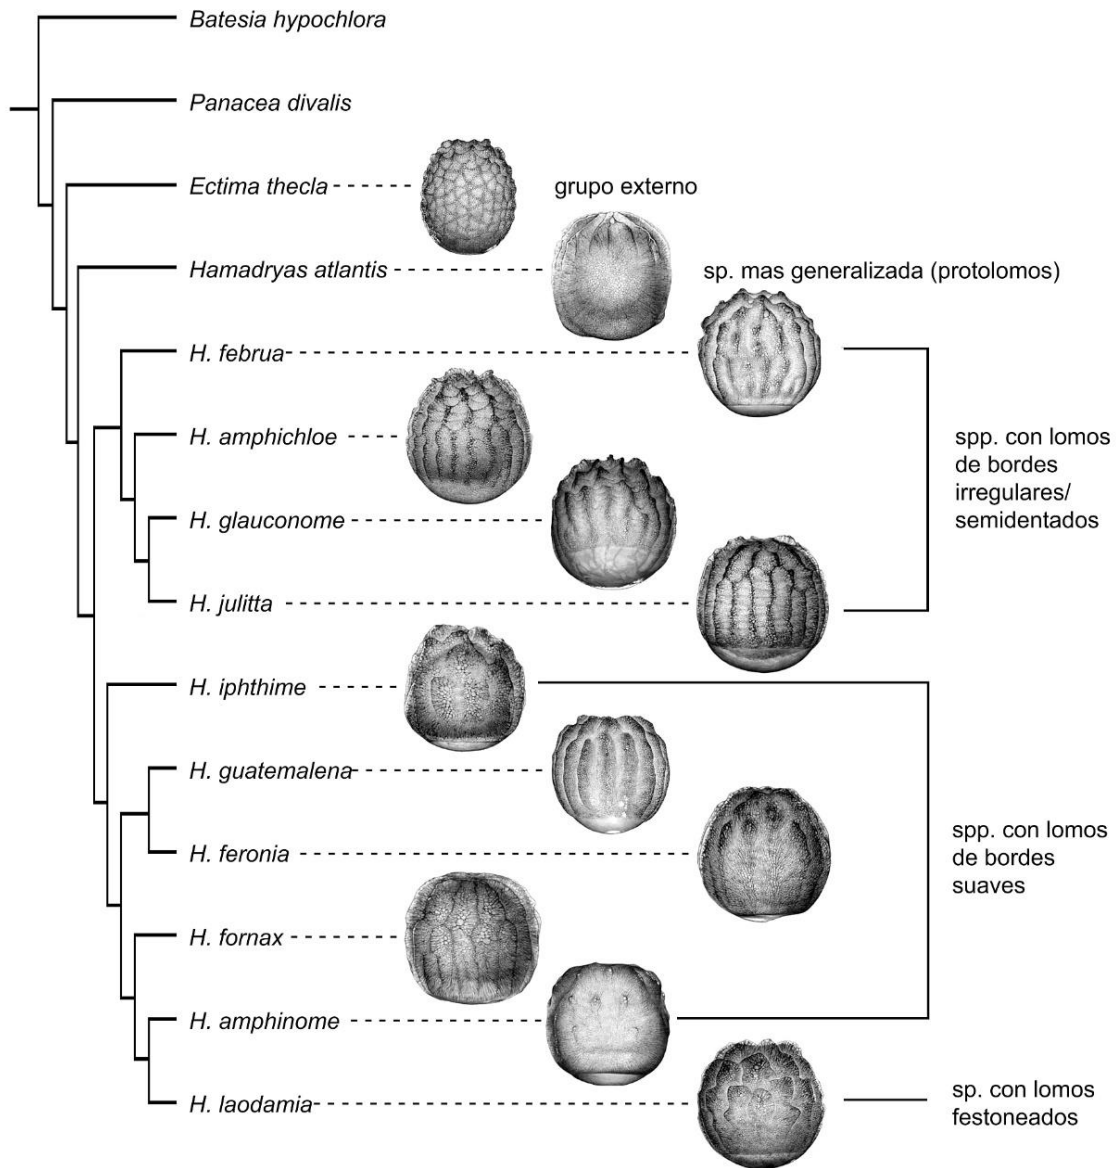 Batesia hypochlora
Panacea divalis
Ectima thecla
grupo externo
Hamadryas atlantis
sp. mas generalizada (protolomos)
H. februa
H. amphichloe
spp. con lomos
de bordes
irregulares/
semidentados
H. glauconome
H. julitta
H. iphthime
H. guatemalena
H. feronia
spp. con lomos
de bordes
suaves
H. fornax
H. amphinome
H. laodamia
sp. con lomos
festoneados